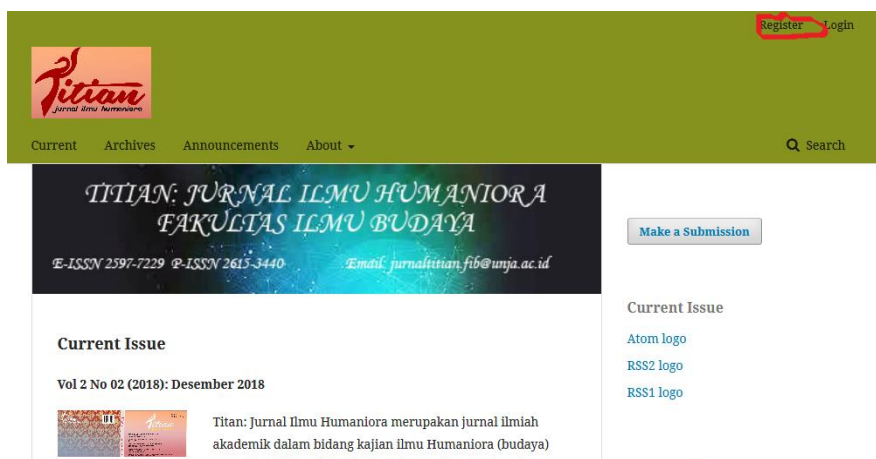 Register Login
Titian
jurnal ilmu humaniora
Current Archives Announcements About
Search
TITIAN: JURNAL ILMU HUMANIORA
FAKULTAS ILMU BUDAYA
E-ISSN 2597-7229 P-ISSN 2615-3440 Email: jurnaltitian.fib@unja.ac.id
Make a Submission
Current Issue
Atom logo
RSS2 logo
RSS1 logo
Current Issue
Vol 2 No 02 (2018): Desember 2018
Titian
Titan: Jurnal Ilmu Humaniora merupakan jurnal ilmiah
akademik dalam bidang kajian ilmu Humaniora (budaya)